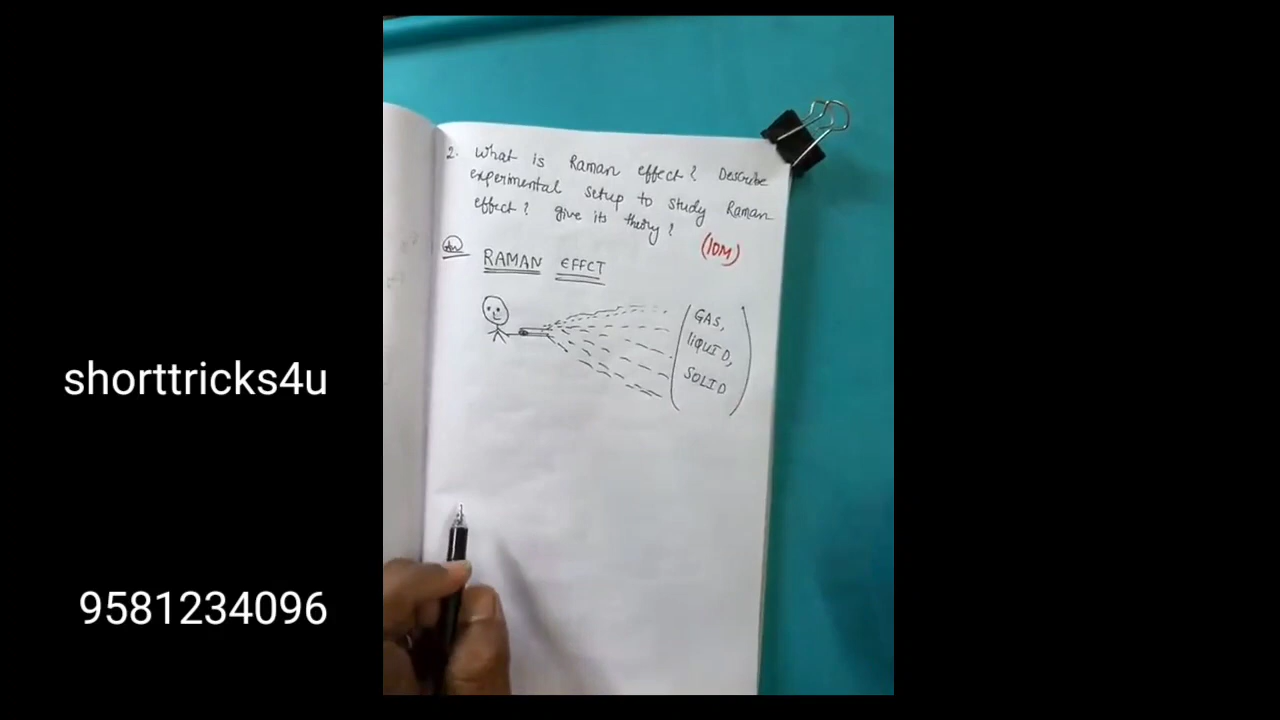 2. What is Raman effect? Describe
experimental setup to study Raman
effect? give its theory?
(10M)
RAMAN EFFCT
GAS,
LIQUID,
SOLID
shorttricks4u
9581234096